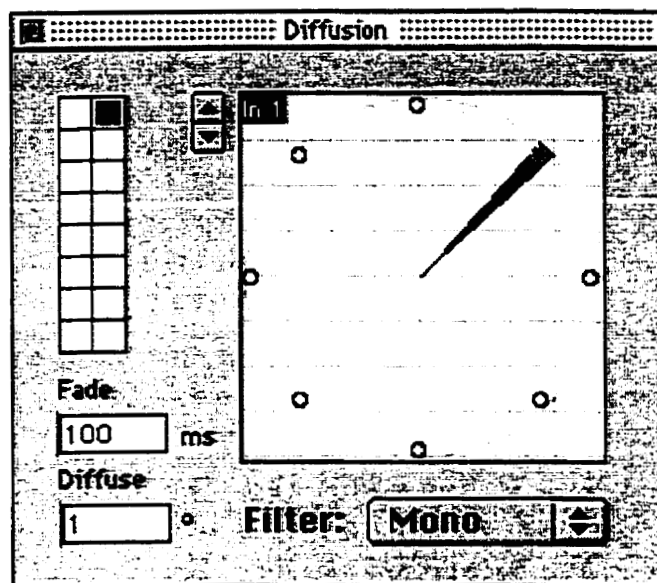 Diffusion
In 1
Fade:
100 ms
Diffuse
1 °
Filter: Mono